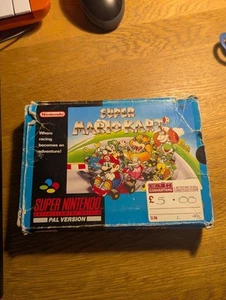 Nintendo
SUPER
MARIO KART
Where
racing
becomes an
adventure!
£5.00
SUPER NINTENDO
ENTERTAINMENT SYSTEM
PAL VERSION